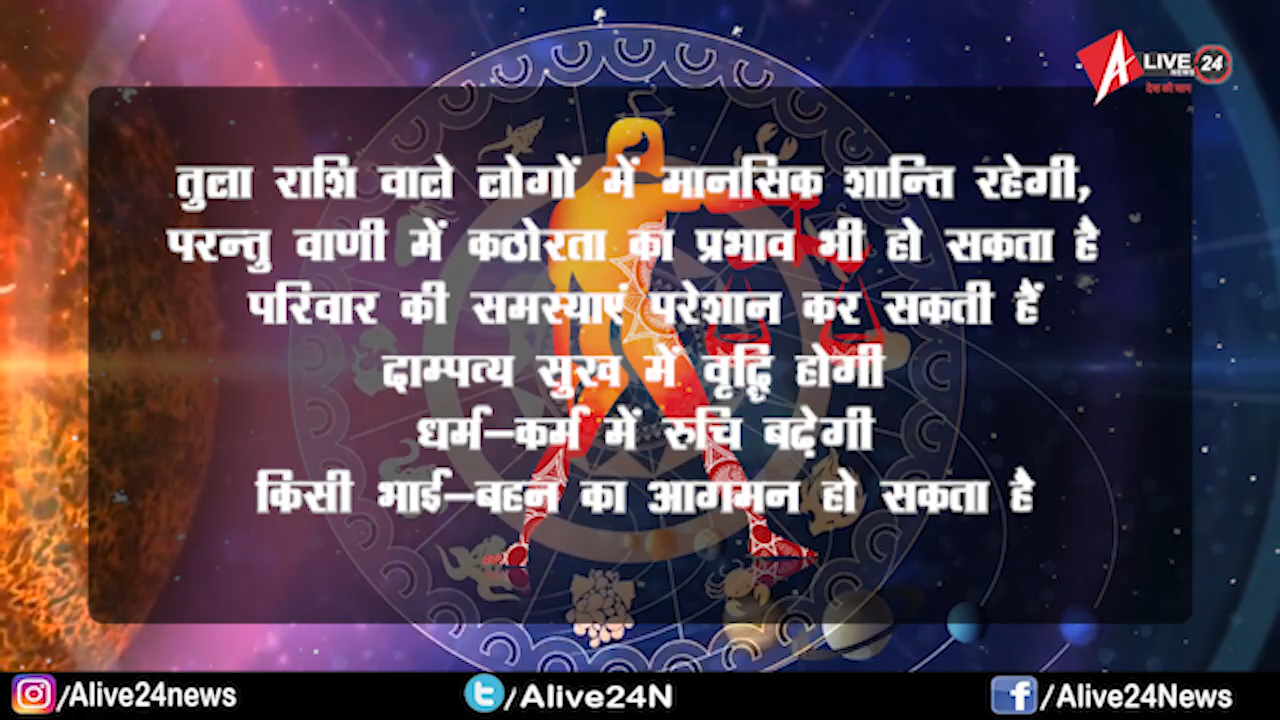 A LIVE 24
NEWS
देश की शान
तुला राशि वाले लोगों में मानसिक शान्ति रहेगी,
परन्तु वाणी में कठोरता का प्रभाव भी हो सकता है
परिवार की समस्याएं परेशान कर सकती हैं
दाम्पत्य सुख में वृद्धि होगी
धर्म-कर्म में रुचि बढ़ेगी
किसी भाई-बहन का आगमन हो सकता है
/Alive24news
/Alive24N
/Alive24News